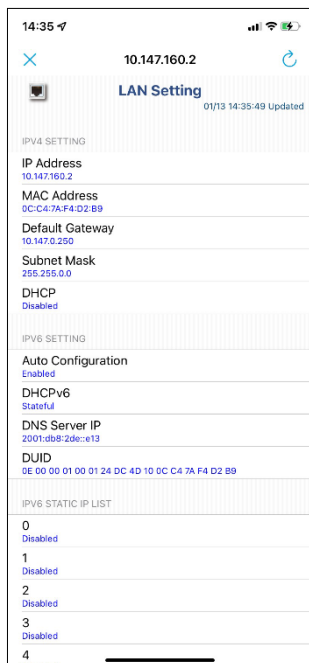 14:35
10.147.160.2
LAN Setting
01/13 14:35:49 Updated
IPV4 SETTING
IP Address
10.147.160.2
MAC Address
0C:C4:7A:F4:D2:B9
Default Gateway
10.147.0.250
Subnet Mask
255.255.0.0
DHCP
Disabled
IPV6 SETTING
Auto Configuration
Enabled
DHCPv6
Stateful
DNS Server IP
2001:db8:2de::e13
DUID
0E 00 00 01 00 01 24 DC 4D 10 0C C4 7A F4 D2 B9
IPV6 STATIC IP LIST
0
Disabled
1
Disabled
2
Disabled
3
Disabled
4